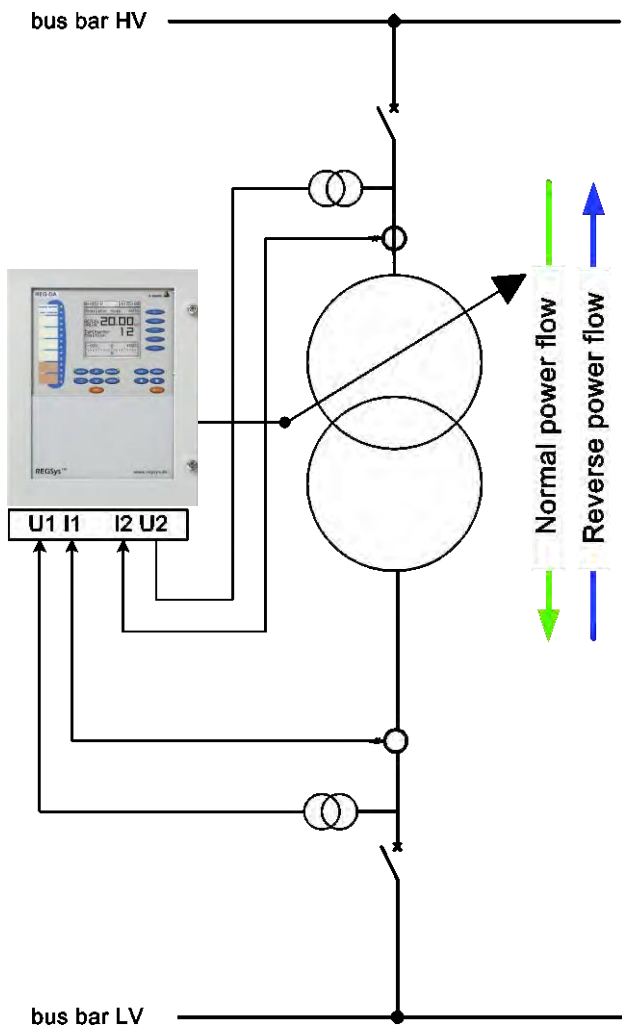 bus bar HV
REG-DA
20.00
12
REGSys™
www.regsys.de
U1 I1 I2 U2
Normal power flow
Reverse power flow
bus bar LV